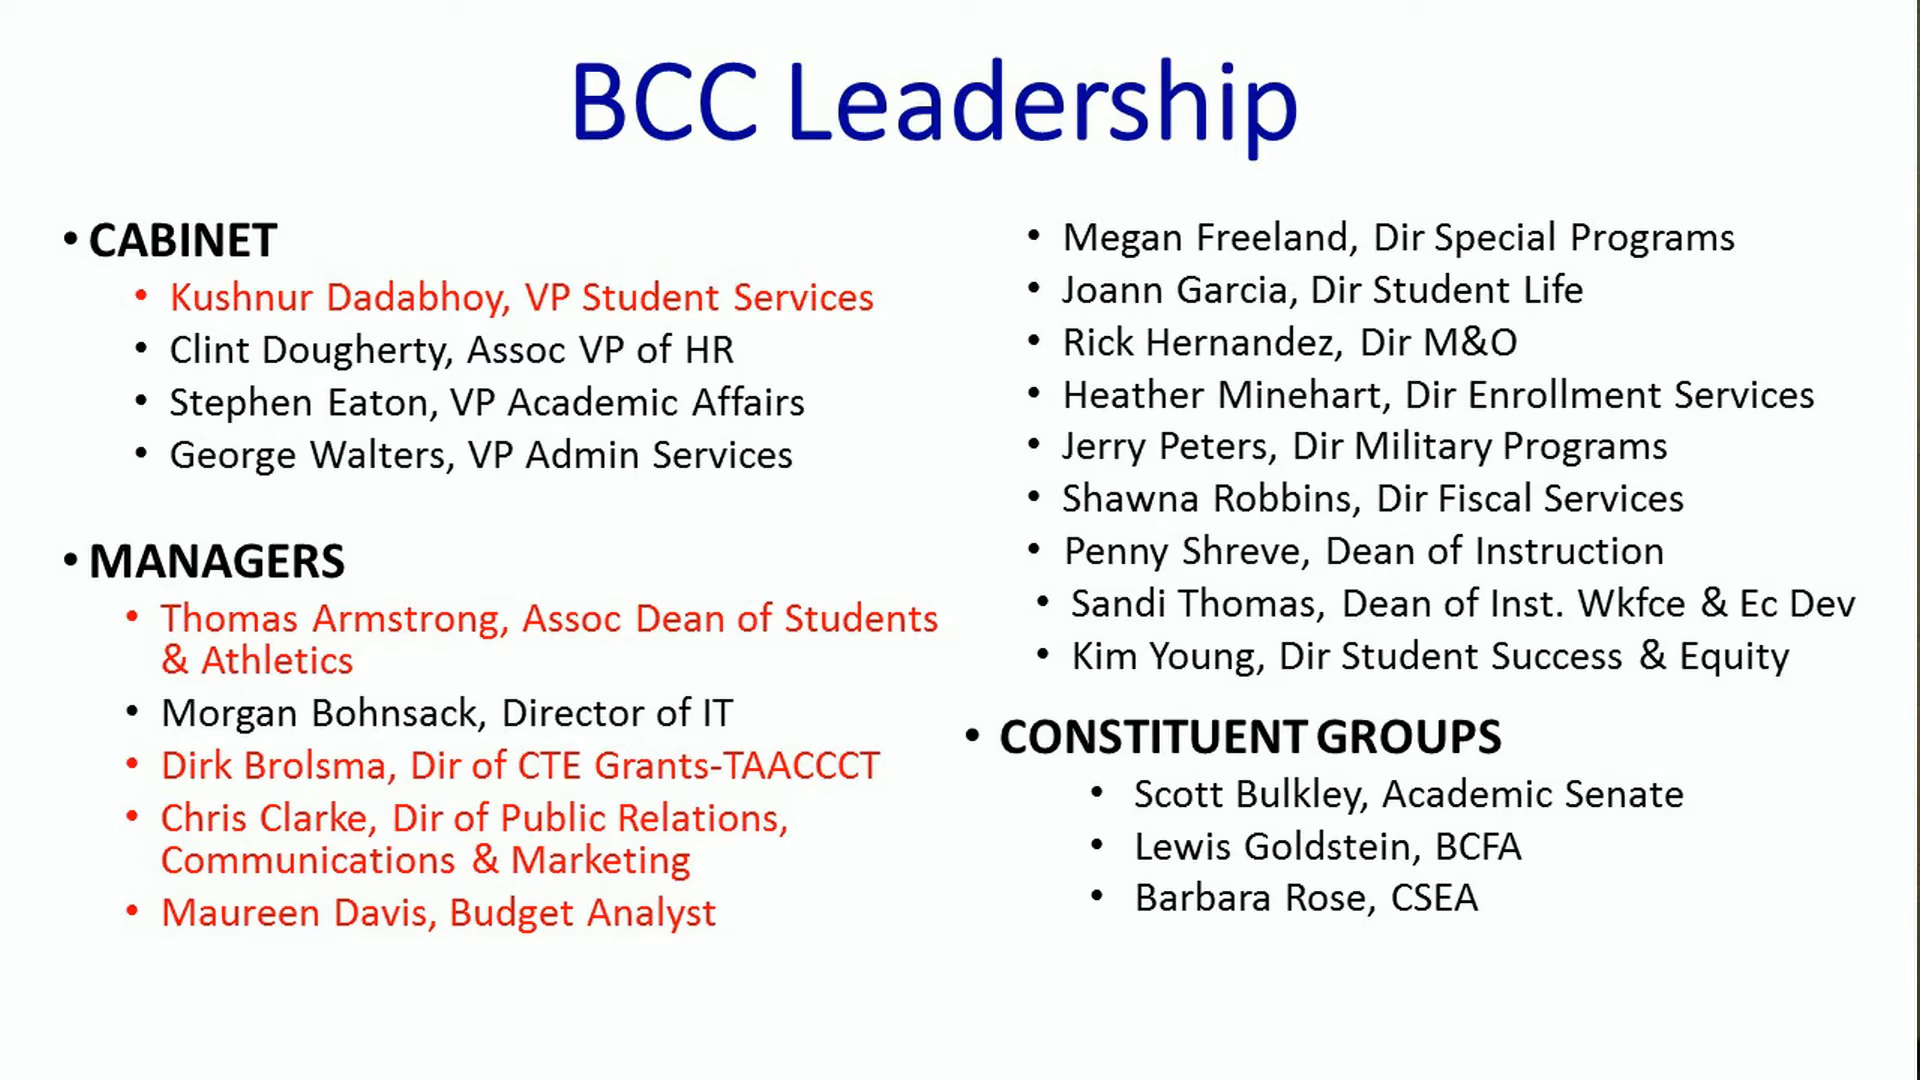 BCC Leadership
• CABINET
• Kushnur Dadabhoy, VP Student Services
• Clint Dougherty, Assoc VP of HR
• Stephen Eaton, VP Academic Affairs
• George Walters, VP Admin Services
• MANAGERS
• Thomas Armstrong, Assoc Dean of Students
& Athletics
• Morgan Bohnsack, Director of IT
• Dirk Brolsma, Dir of CTE Grants-TAACCCT
• Chris Clarke, Dir of Public Relations,
Communications & Marketing
• Maureen Davis, Budget Analyst
• Megan Freeland, Dir Special Programs
• Joann Garcia, Dir Student Life
• Rick Hernandez, Dir M&O
• Heather Minehart, Dir Enrollment Services
• Jerry Peters, Dir Military Programs
• Shawna Robbins, Dir Fiscal Services
• Penny Shreve, Dean of Instruction
• Sandi Thomas, Dean of Inst. Wkfce & Ec Dev
• Kim Young, Dir Student Success & Equity
• CONSTITUENT GROUPS
• Scott Bulkley, Academic Senate
• Lewis Goldstein, BCFA
• Barbara Rose, CSEA